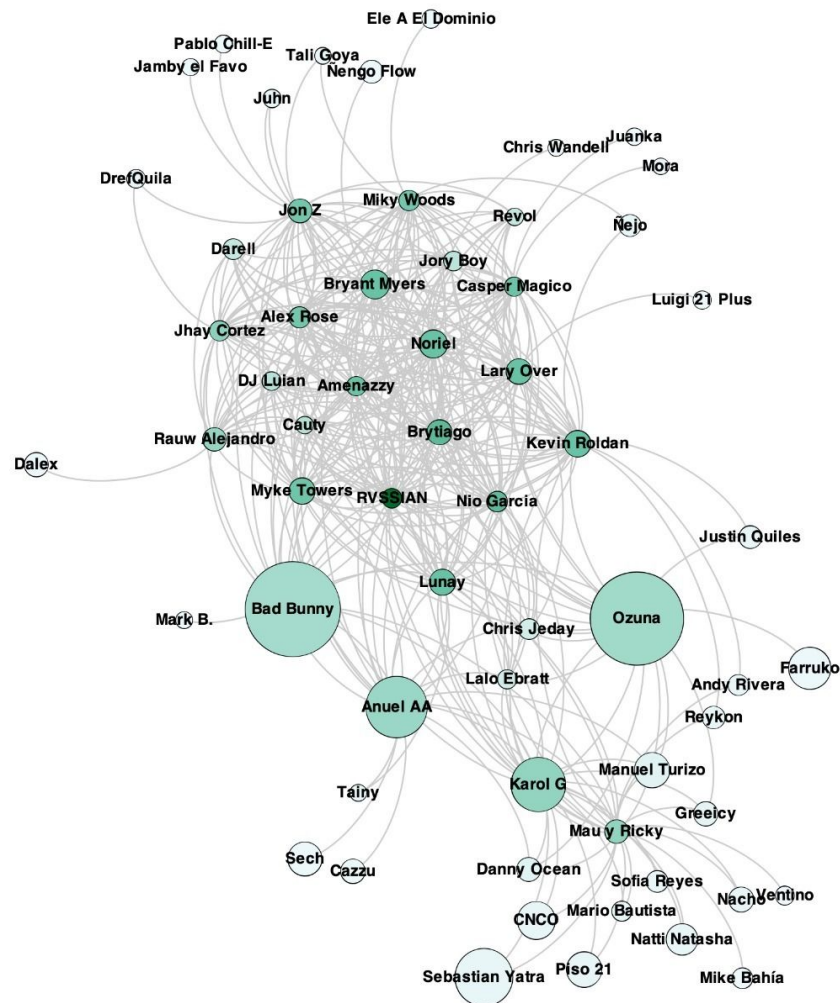 Ele A El Dominio
Pablo Chill-E
Tali Goya
Jamby el Favo
Ñengo Flow
Juhn
Juanka
Chris Wandell
Mora
DrefQuila
Miky Woods
Jon Z
Revol
Ñejo
Darell
Jory Boy
Bryant Myers
Casper Magico
Luigi 21 Plus
Alex Rose
Jhay Cortez
Noriel
Lary Over
DJ Luian
Amenazzy
Cauty
Brytiago
Rauw Alejandro
Kevin Roldan
Dalex
Myke Towers
RVSSIAN
Nio Garcia
Justin Quiles
Lunay
Bad Bunny
Mark B.
Ozuna
Chris Jeday
Farruko
Lalo Ebratt
Andy Rivera
Anuel AA
Reykon
Manuel Turizo
Karol G
Tainy
Greeicy
Mau y Ricky
Sech
Cazzu
Danny Ocean
Sofia Reyes
Ventino
Nacho
Mario Bautista
CNCO
Natti Natasha
Piso 21
Sebastian Yatra
Mike Bahía